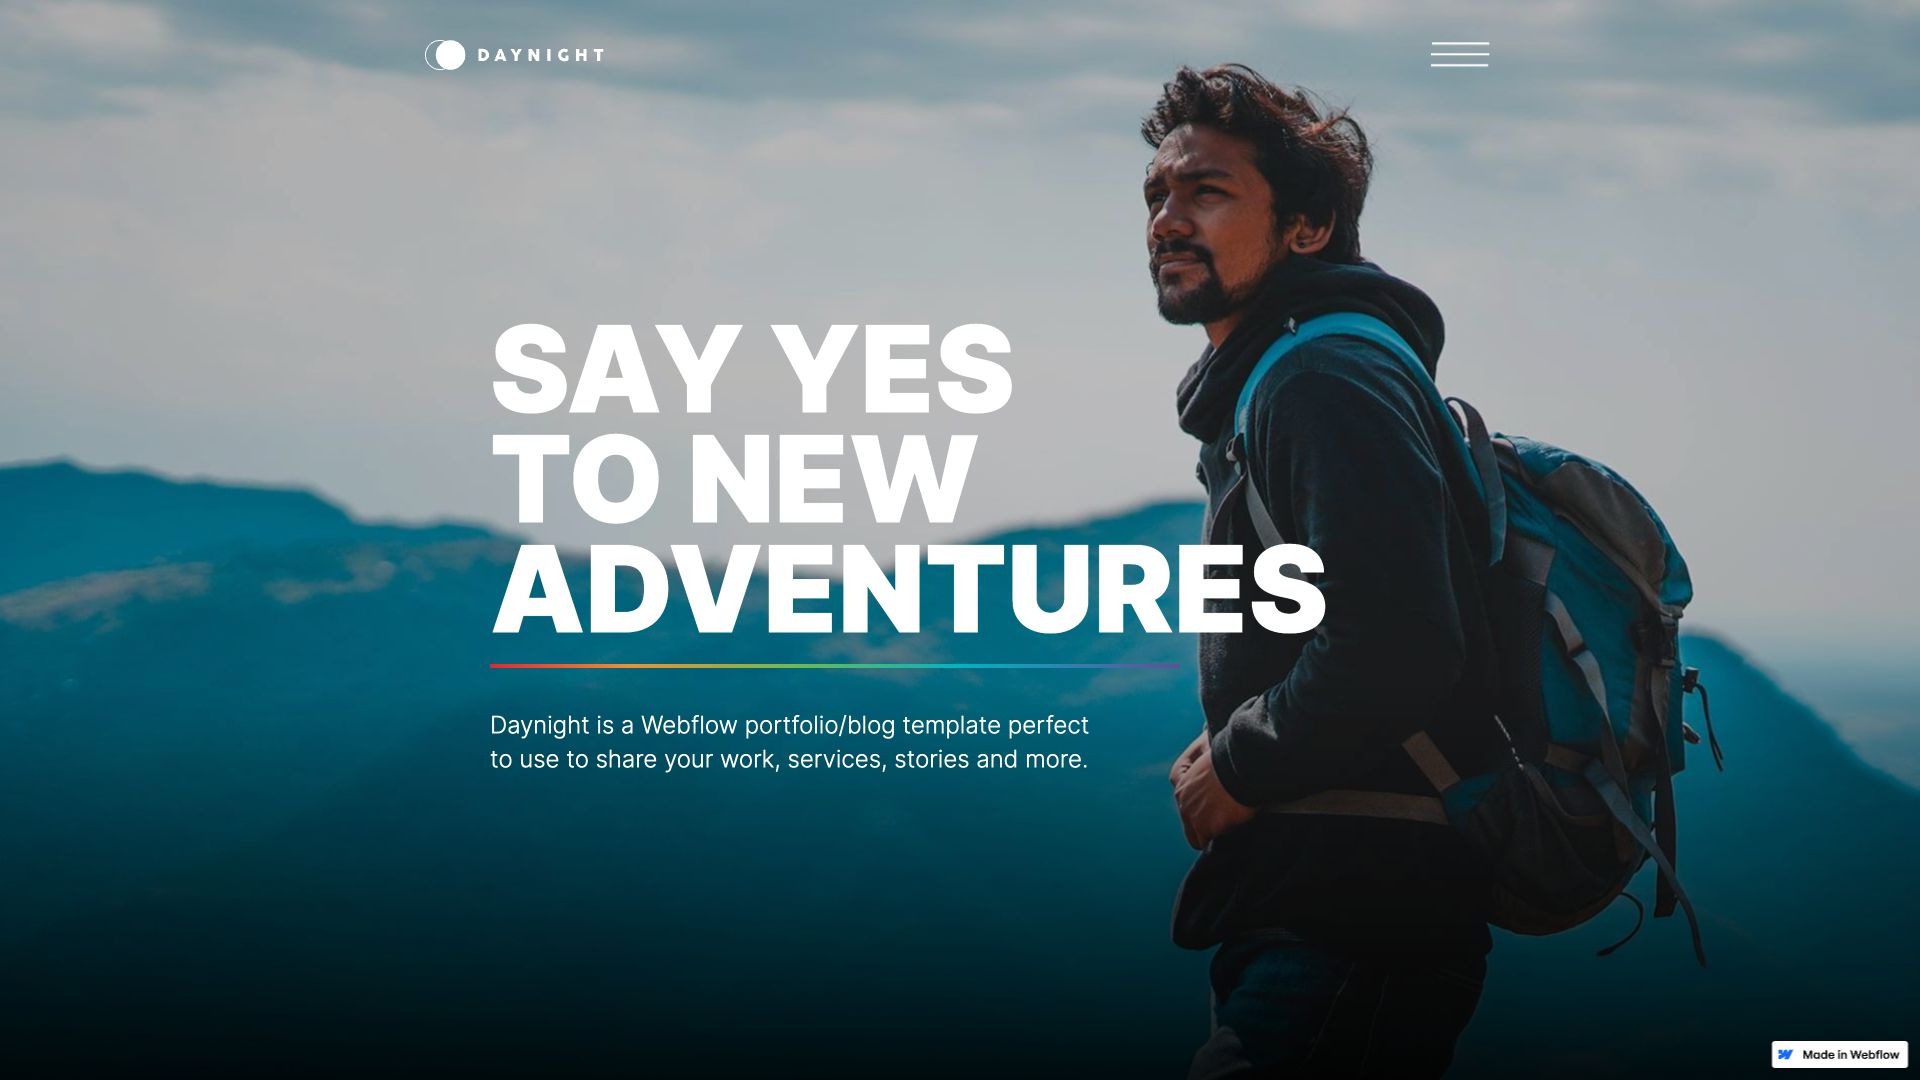 DAYNIGHT
SAY YES
TO NEW
ADVENTURES
Daynight is a Webflow portfolio/blog template perfect
to use to share your work, services, stories and more.
Made in Webflow